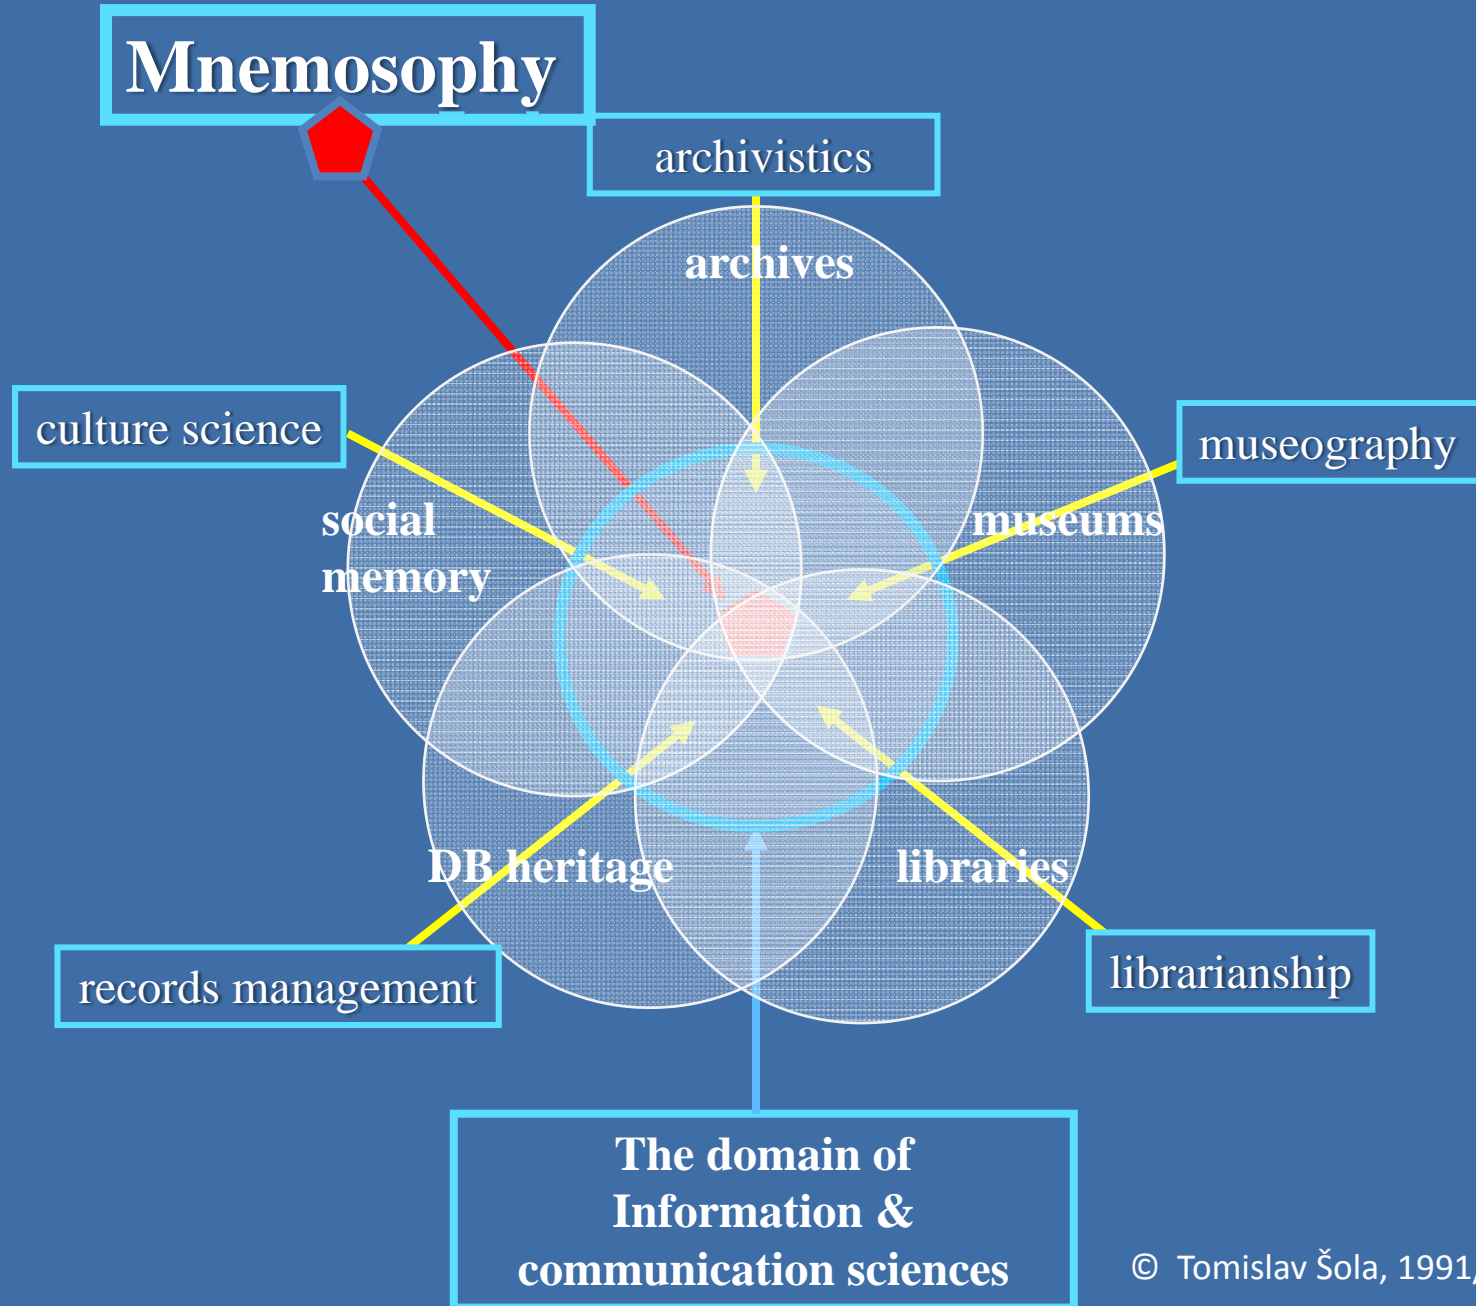 Mnemosophy
archivistics
archives
culture science
museography
social
memory
museums
DB heritage
libraries
records management
librarianship
The domain of
Information &
communication sciences
© Tomislav Šola, 1991,